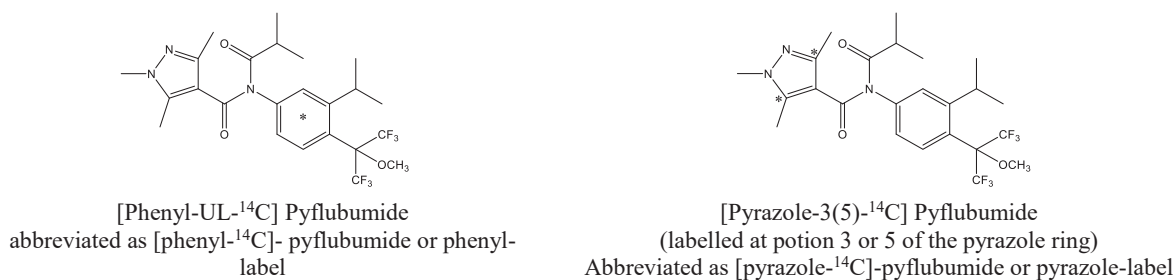 N
N
O
N
O
*
CF3
OCH3
CF3
N
N
*
*
O
N
O
CF3
OCH3
CF3
[Phenyl-UL-14C] Pyflubumide
abbreviated as [phenyl-14C]- pyflubumide or phenyl-
label
[Pyrazole-3(5)-14C] Pyflubumide
(labelled at potion 3 or 5 of the pyrazole ring)
Abbreviated as [pyrazole-14C]-pyflubumide or pyrazole-label